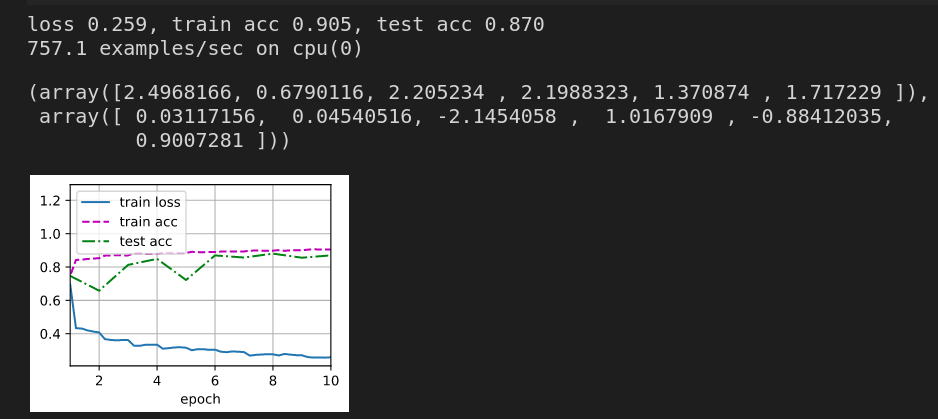 loss 0.259, train acc 0.905, test acc 0.870
757.1 examples/sec on cpu(0)
(array([2.4968166, 0.6790116, 2.205234 , 2.1988323, 1.370874 , 1.717229 ]),
array([ 0.03117156,  0.04540516, -2.1454058 ,  1.0167909 , -0.88412035,
0.9007281 ]))
1.2
1.0
0.8
0.6
0.4
train loss
train acc
test acc
2 4 6 8 10
epoch